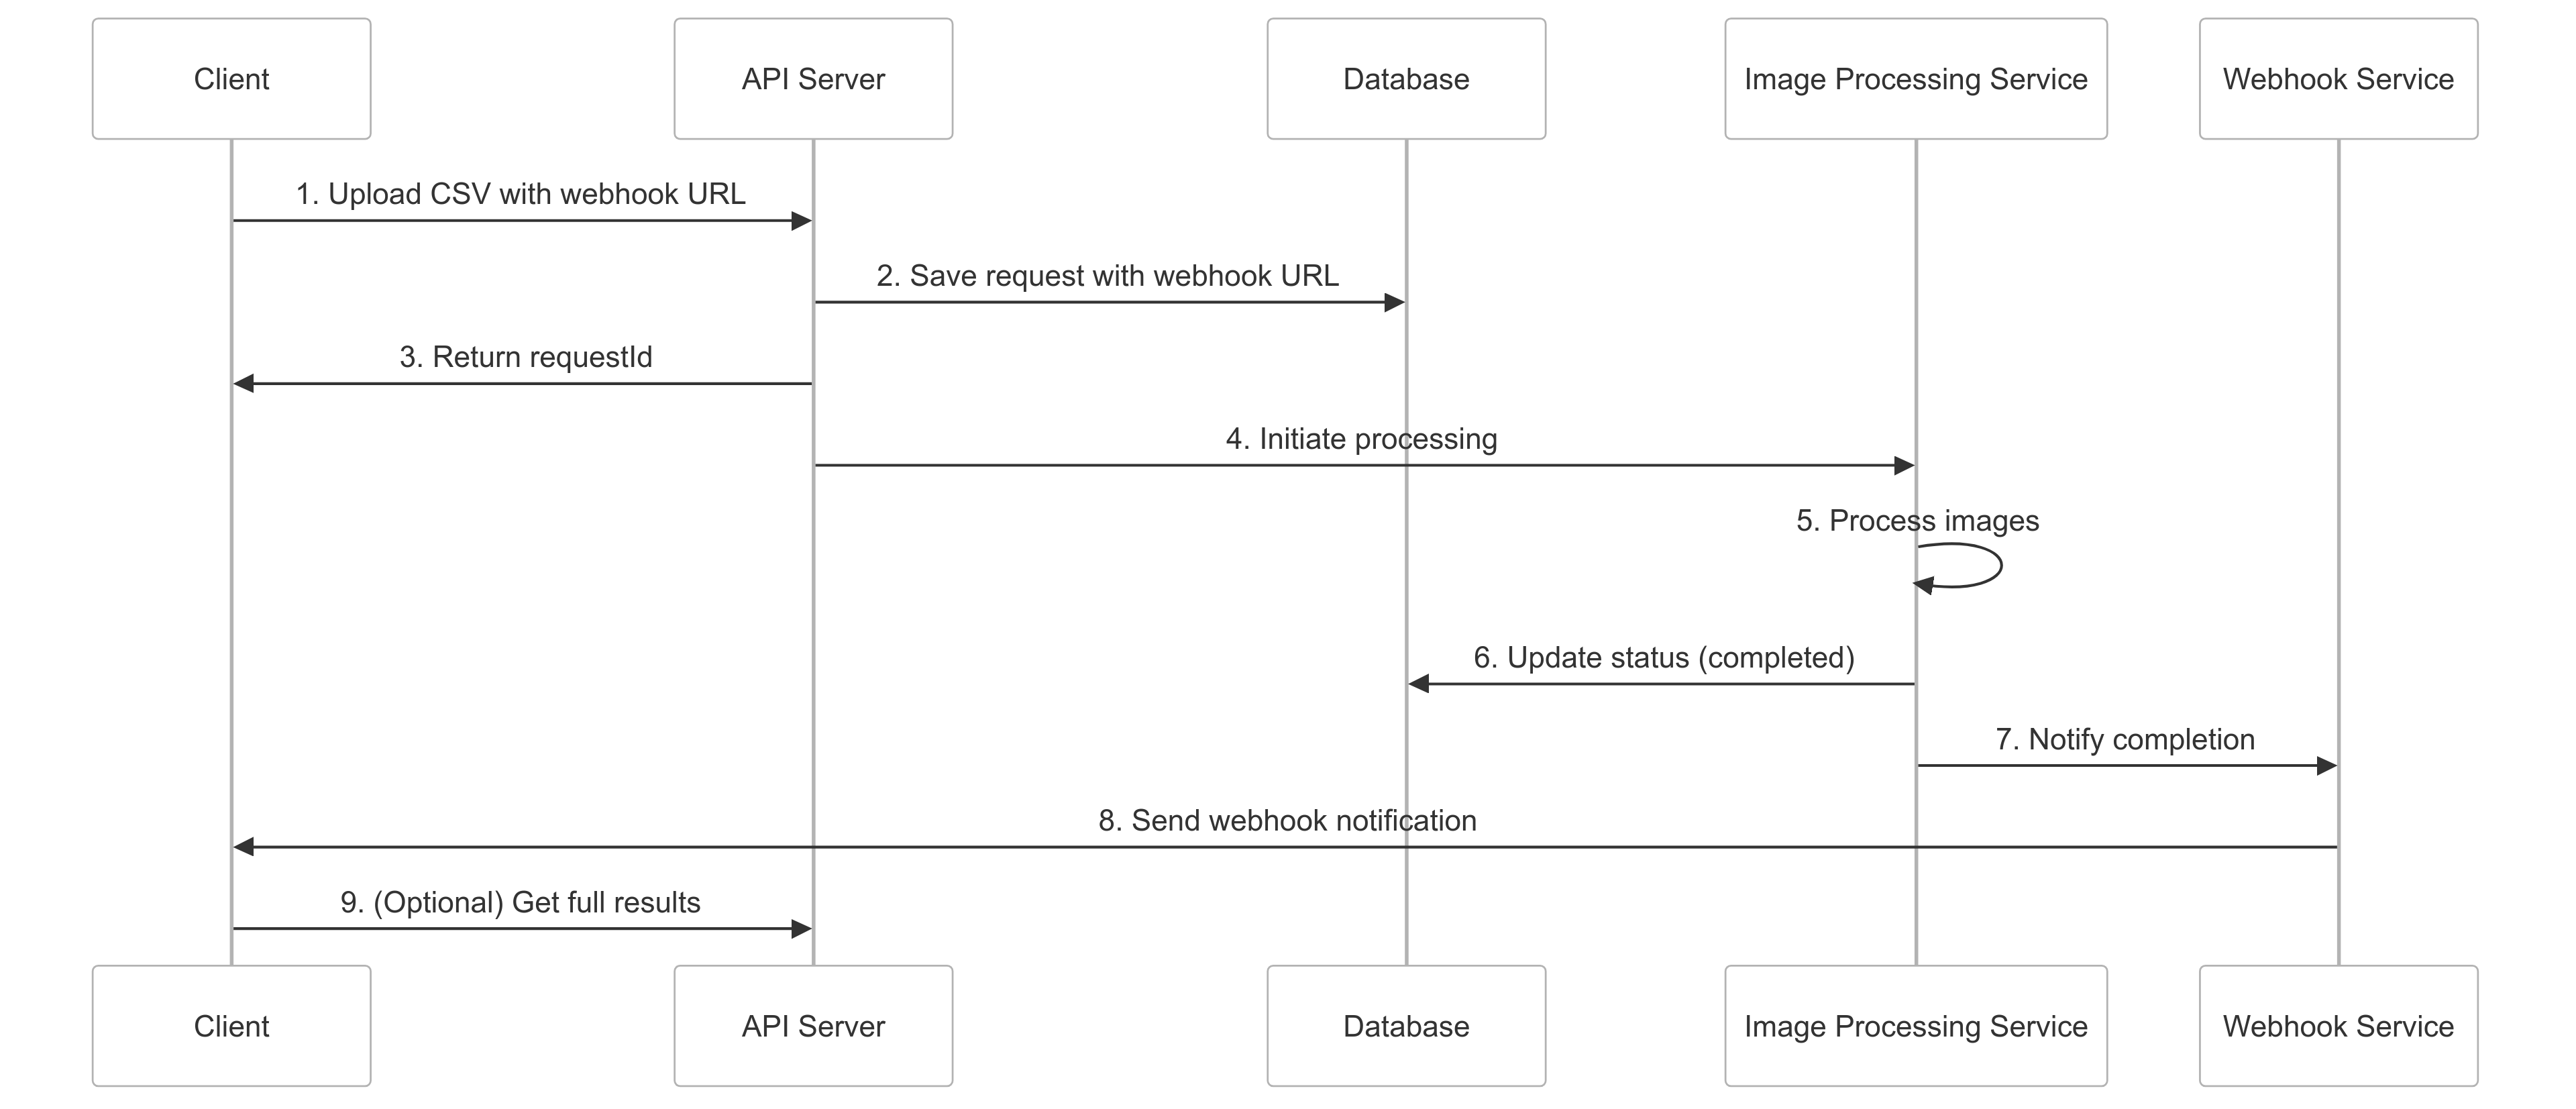 Client
API Server
Database
Image Processing Service
Webhook Service
1. Upload CSV with webhook URL
2. Save request with webhook URL
3. Return requestId
4. Initiate processing
5. Process images
6. Update status (completed)
7. Notify completion
8. Send webhook notification
9. (Optional) Get full results
Client
API Server
Database
Image Processing Service
Webhook Service